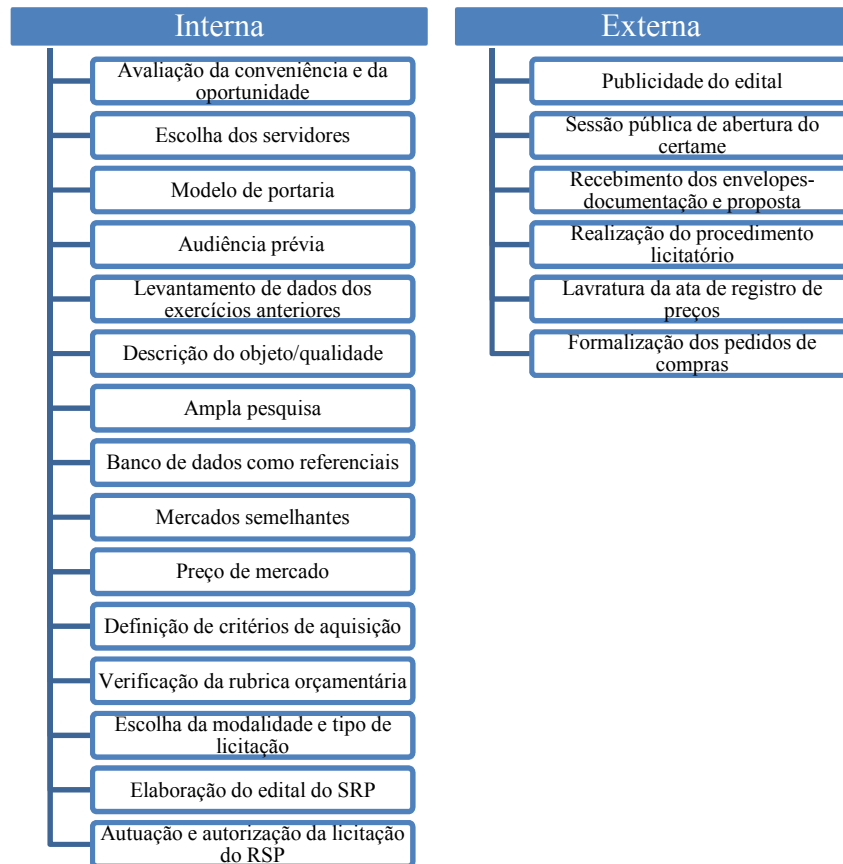 Interna
Avaliação da conveniência e da
oportunidade
Escolha dos servidores
Modelo de portaria
Audiência prévia
Levantamento de dados dos
exercícios anteriores
Descrição do objeto/qualidade
Ampla pesquisa
Banco de dados como referenciais
Mercados semelhantes
Preço de mercado
Definição de critérios de aquisição
Verificação da rubrica orçamentária
Escolha da modalidade e tipo de
licitação
Elaboração do edital do SRP
Autuação e autorização da licitação
do RSP
Externa
Publicidade do edital
Sessão pública de abertura do
certame
Recebimento dos envelopes-
documentação e proposta
Realização do procedimento
licitatório
Lavratura da ata de registro de
preços
Formalização dos pedidos de
compras